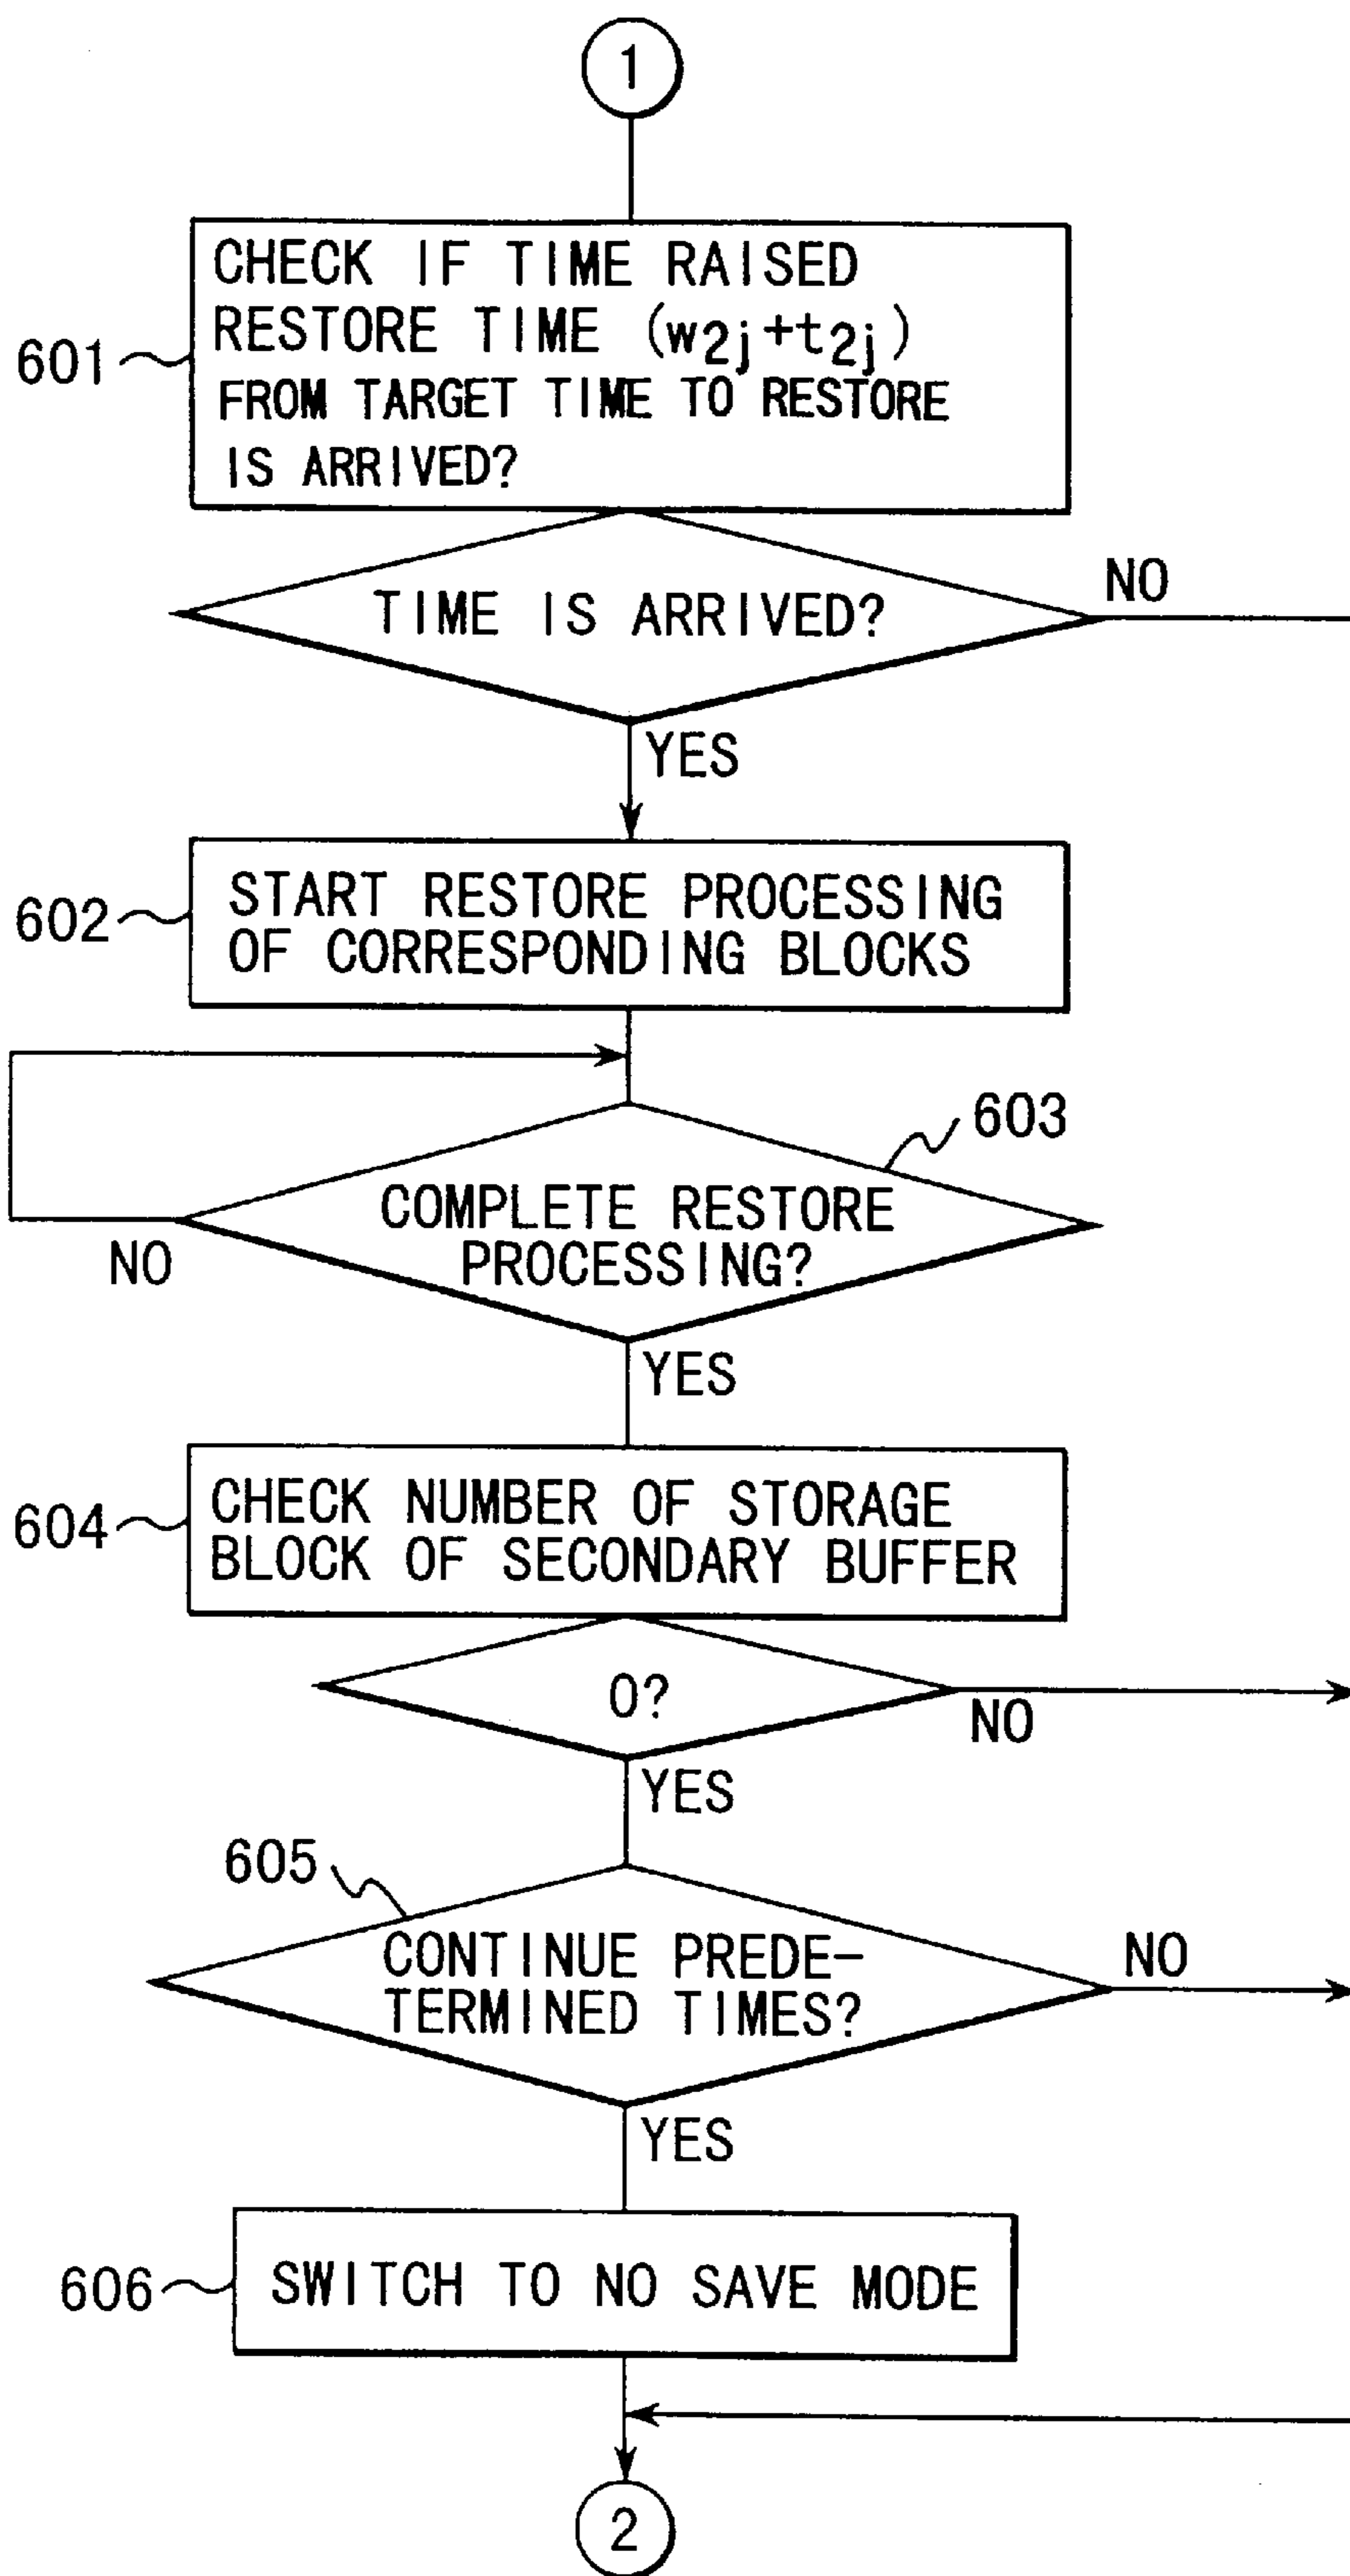 1
CHECK IF TIME RAISED
RESTORE TIME (w2j+t2j)
FROM TARGET TIME TO RESTORE
IS ARRIVED?
601
TIME IS ARRIVED?
NO
YES
602
START RESTORE PROCESSING
OF CORRESPONDING BLOCKS
603
COMPLETE RESTORE
PROCESSING?
NO
YES
604
CHECK NUMBER OF STORAGE
BLOCK OF SECONDARY BUFFER
0?
NO
YES
605
CONTINUE PREDE-
TERMINED TIMES?
NO
YES
606
SWITCH TO NO SAVE MODE
2